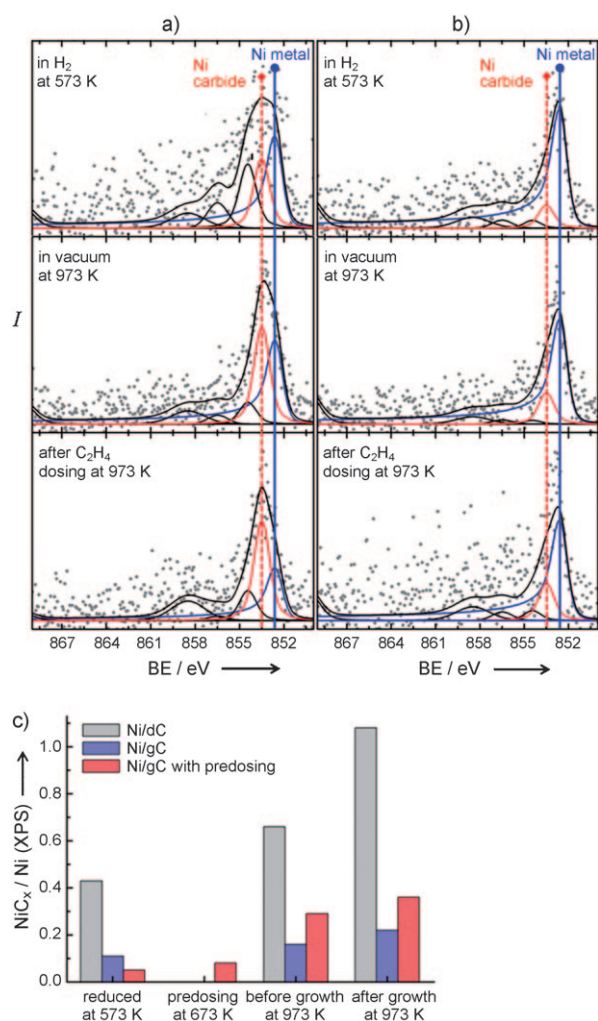 a)
b)
in H2
at 573 K
Ni
carbide
Ni metal
in H2
at 573 K
Ni
carbide
Ni metal
in vacuum
at 973 K
in vacuum
at 973 K
I
after C2H4
dosing at 973 K
after C2H4
dosing at 973 K
867 864 861 858 855 852
867 864 861 858 855 852
BE / eV
BE / eV
c)
Ni/dC
Ni/gC
Ni/gC with predosing
NiCx / Ni (XPS)
1.0
0.8
0.6
0.4
0.2
0.0
reduced
at 573 K
predosing
at 673 K
before growth
at 973 K
after growth
at 973 K